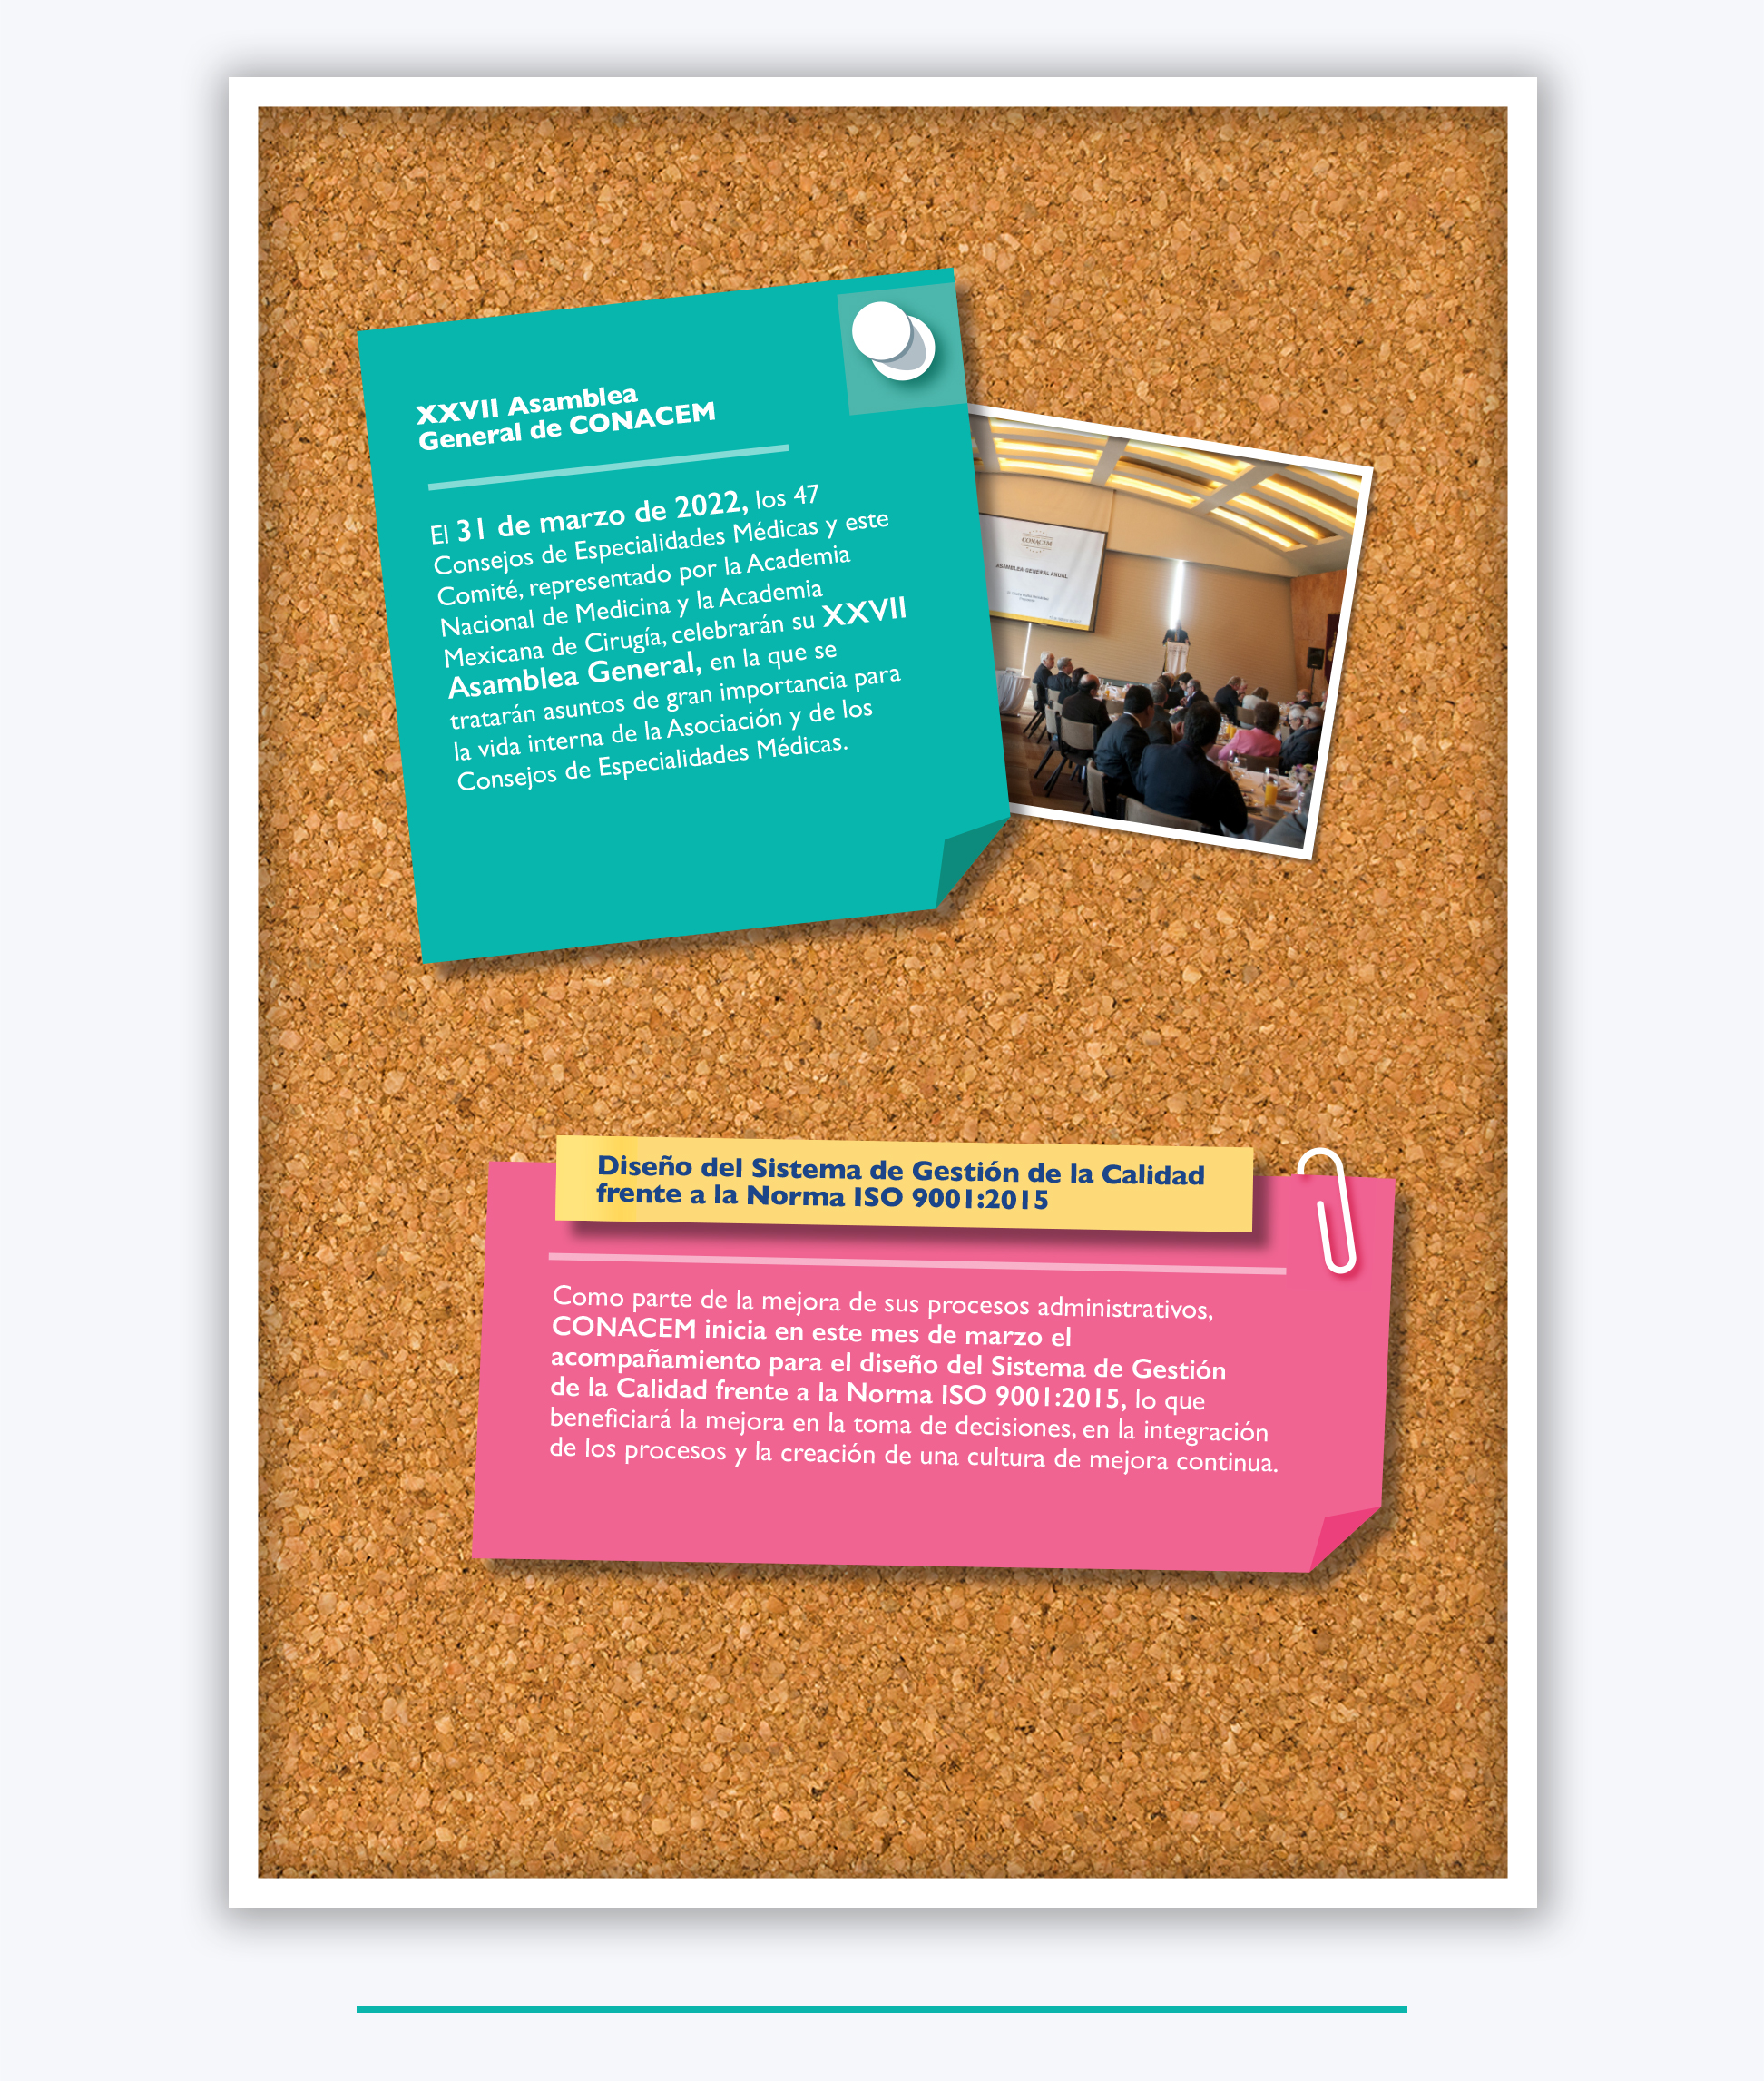 XXVII Asamblea
General de CONACEM
El 31 de marzo de 2022, los 47
Consejos de Especialidades Médicas y este
Comité, representado por la Academia
Nacional de Medicina y la Academia
Mexicana de Cirugía, celebrarán su XXVII
Asamblea General, en la que se
tratarán asuntos de gran importancia para
la vida interna de la Asociación y de los
Consejos de Especialidades Médicas.
CONACEM
ASAMBLEA GENERAL ANUAL
Diseño del Sistema de Gestión de la Calidad
frente a la Norma ISO 9001:2015
Como parte de la mejora de sus procesos administrativos,
CONACEM inicia en este mes de marzo el
acompañamiento para el diseño del Sistema de Gestión
de la Calidad frente a la Norma ISO 9001:2015, lo que
beneficiará la mejora en la toma de decisiones, en la integración
de los procesos y la creación de una cultura de mejora continua.